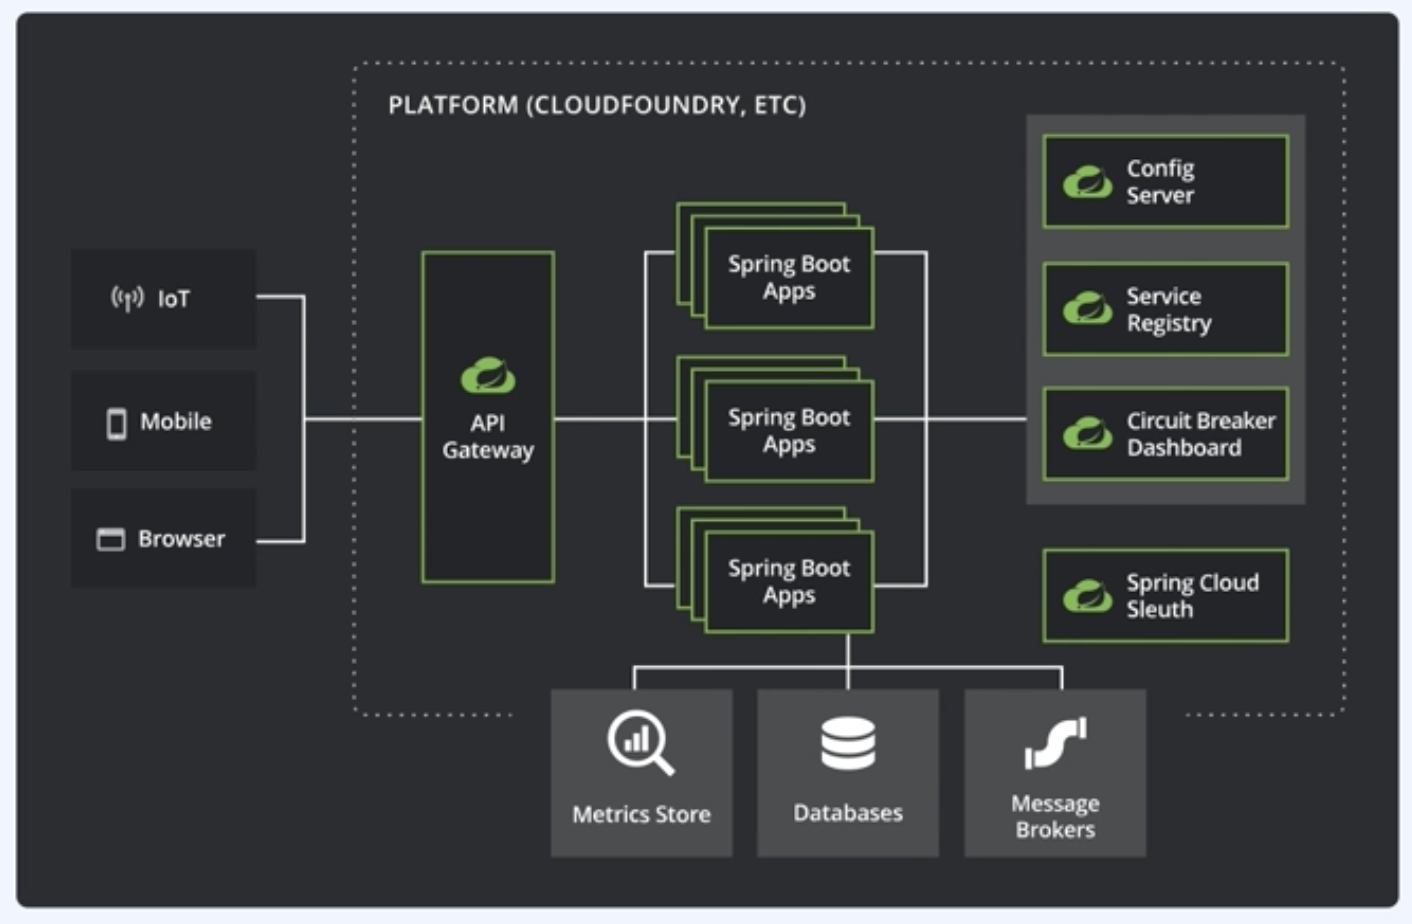 PLATFORM (CLOUDFOUNDRY, ETC)
IoT
Mobile
Browser
API
Gateway
Spring Boot
Apps
Spring Boot
Apps
Spring Boot
Apps
Config
Server
Service
Registry
Circuit Breaker
Dashboard
Spring Cloud
Sleuth
Metrics Store
Databases
Message
Brokers